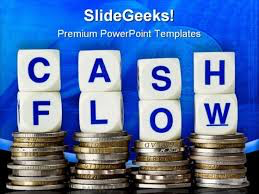 SlideGeeks!
Premium PowerPoint Templates
CASH
FLOW